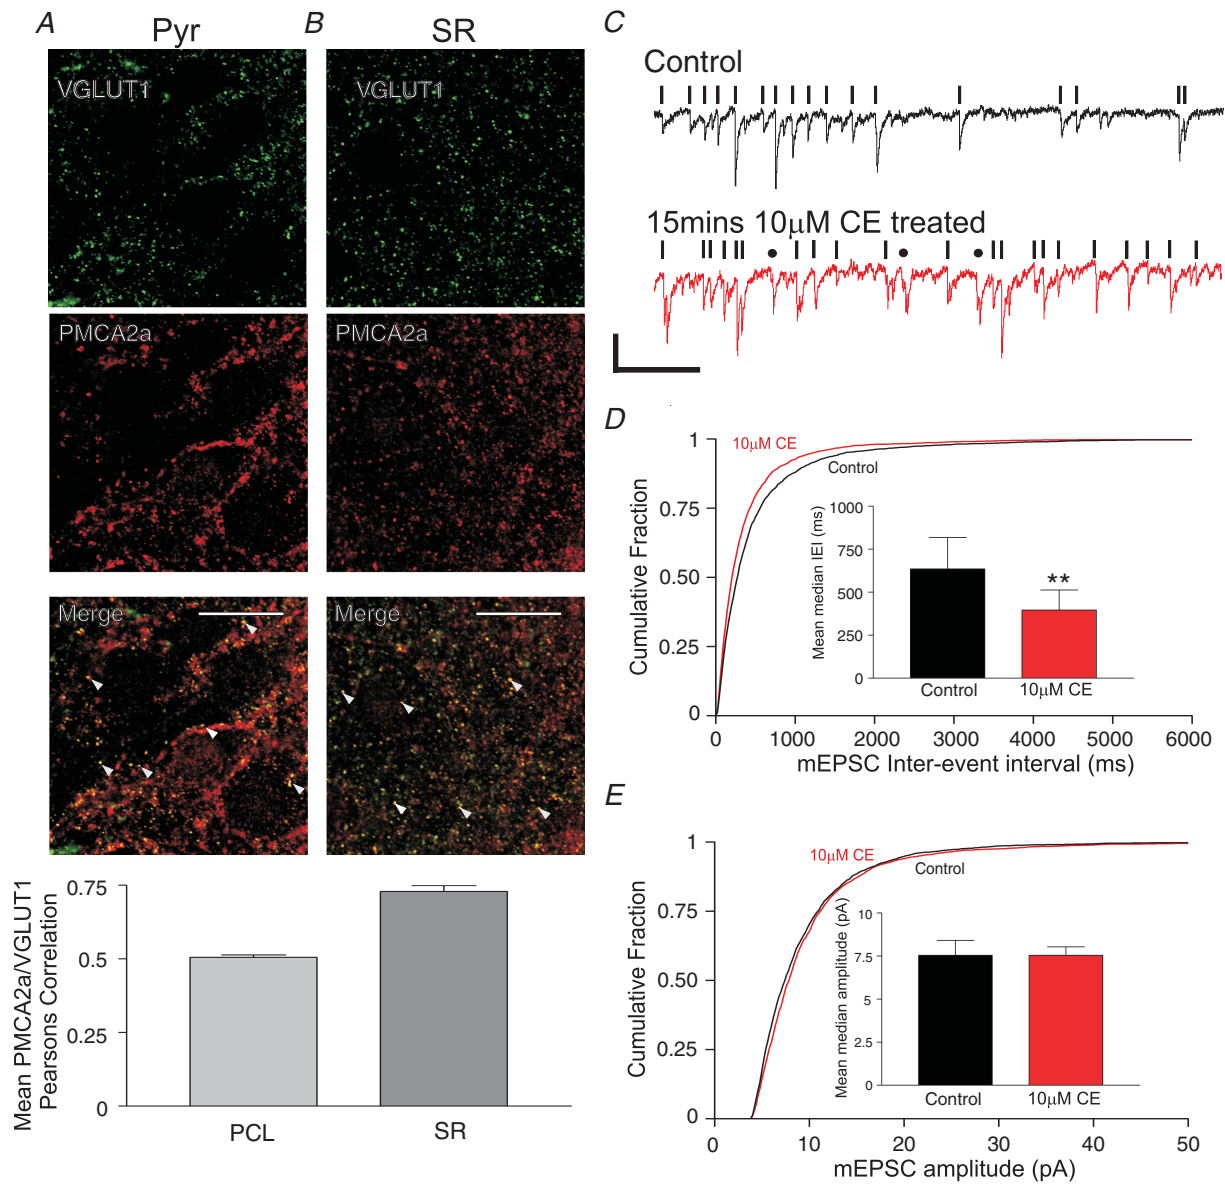 A
Pyr
B
SR
VGLUT1
VGLUT1
PMCA2a
PMCA2a
Merge
Merge
Mean PMCA2a/VGLUT1
Pearsons Correlation
0.75
0.5
0.25
0
PCL
SR
C
Control
15mins 10µM CE treated
D
Cumulative Fraction
1
0.75
0.50
0.25
0
10µM CE
Control
Mean median IEI (ms)
1000
750
500
250
0
**
Control
10µM CE
0
1000
2000
3000
4000
5000
6000
mEPSC Inter-event interval (ms)
E
Cumulative Fraction
1
0.75
0.50
0.25
0
10µM CE
Control
Mean median amplitude (pA)
10
7.5
5
2.5
0
Control
10µM CE
0
10
20
30
40
50
mEPSC amplitude (pA)